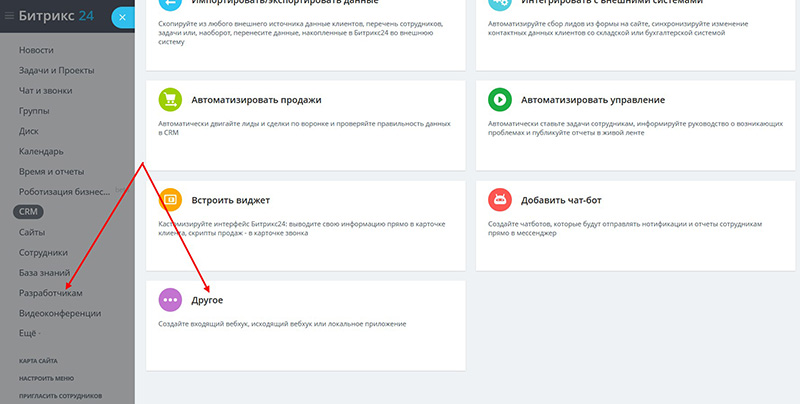 Битрикс 24
Новости
Задачи и Проекты
Чат и звонки
Группы
Диск
Календарь
Время и отчеты
Роботизация бизнес...
CRM
Сайты
Сотрудники
База знаний
Разработчикам
Видеоконференции
Ещё ·
КАРТА САЙТА
НАСТРОИТЬ МЕНЮ
ПРИГЛАСИТЬ СОТРУДНИКОВ
Импортировать/экспортировать данные
Скопируйте из любого внешнего источника данные клиентов, перечень сотрудников,
задачи или, наоборот, перенесите данные, накопленные в Битрикс24 во внешнюю
систему
Интегрировать с внешними системами
Автоматизируйте сбор лидов из формы на сайте, синхронизируйте изменение
контактных данных клиентов со складской или бухгалтерской системой
Автоматизировать продажи
Автоматически двигайте лиды и сделки по воронке и проверяйте правильность данных
в CRM
Автоматизировать управление
Автоматически ставьте задачи сотрудникам, информируйте руководство о возникающих
проблемах и публикуйте отчеты в живой ленте
Встроить виджет
Кастомизируйте интерфейс Битрикс24: выводите свою информацию прямо в карточке
клиента, скрипты продаж - в карточке звонка
Добавить чат-бот
Создайте чатботов, которые будут отправлять нотификации и отчеты сотрудникам
прямо в мессенджер
Другое
Создайте входящий вебхук, исходящий вебхук или локальное приложение